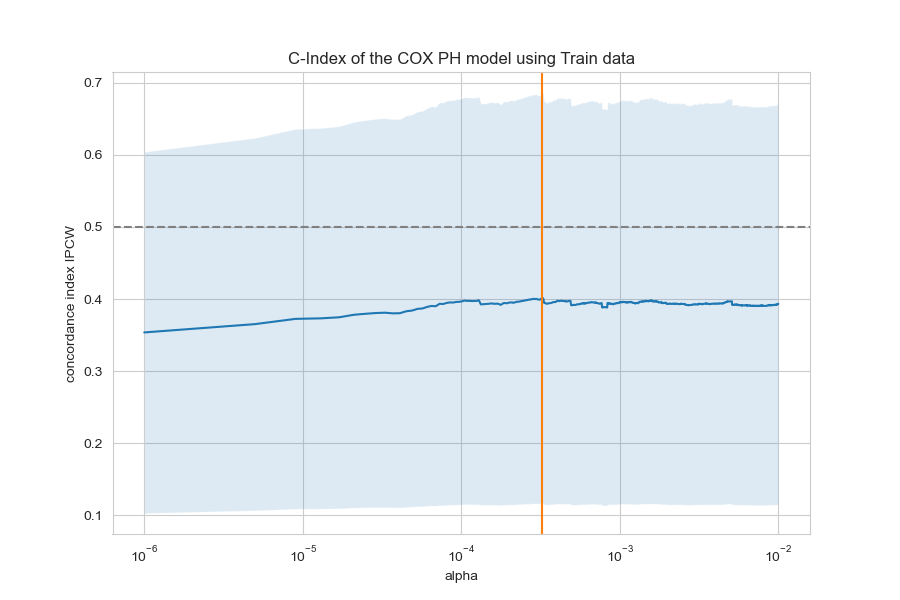 C-Index of the COX PH model using Train data
concordance index IPCW
0.7
0.6
0.5
0.4
0.3
0.2
0.1
10⁻⁶ 10⁻⁵ 10⁻⁴ 10⁻³ 10⁻²
alpha